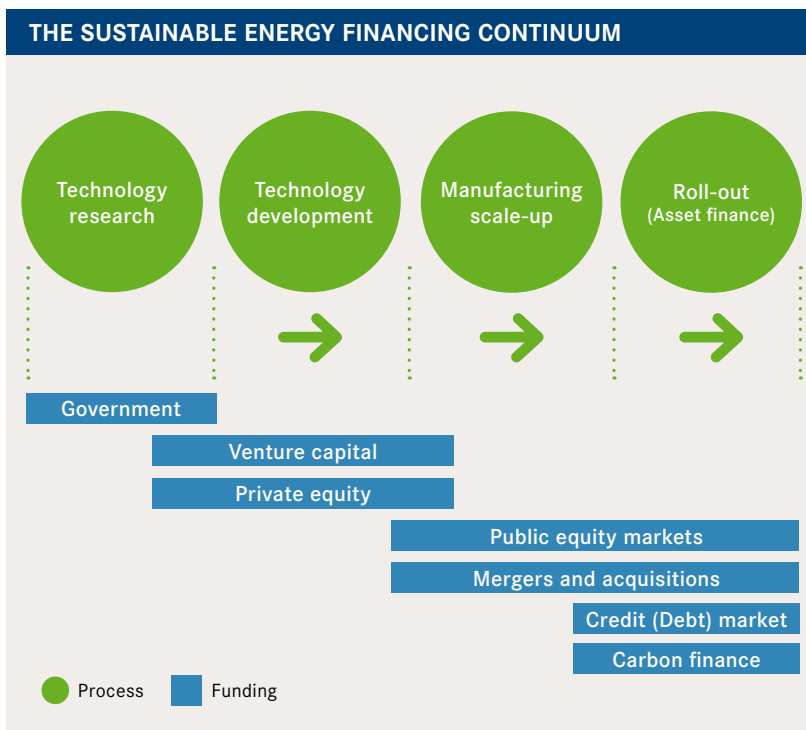 THE SUSTAINABLE ENERGY FINANCING CONTINUUM
Technology
research
Technology
development
Manufacturing
scale-up
Roll-out
(Asset finance)
Government
Venture capital
Private equity
Public equity markets
Mergers and acquisitions
Credit (Debt) market
Carbon finance
Process
Funding